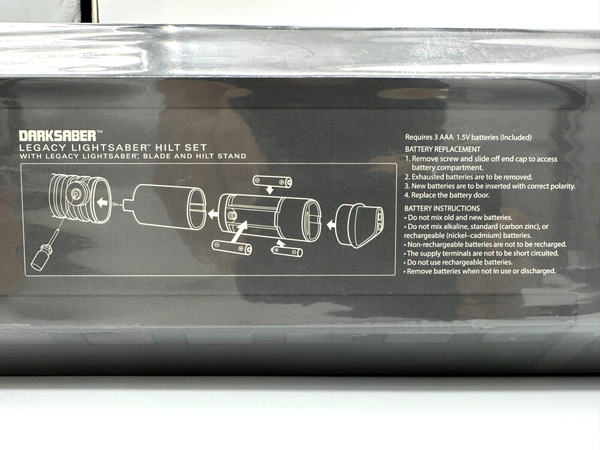 DARKSABER™
LEGACY LIGHTSABER™ HILT SET
WITH LEGACY LIGHTSABER™, BLADE AND HILT STAND
Requires 3 AAA 1.5V batteries (Included)
BATTERY REPLACEMENT
1. Remove screw and slide off end cap to access
battery compartment.
2. Exhausted batteries are to be removed.
3. New batteries are to be inserted with correct polarity.
4. Replace the battery door.
BATTERY INSTRUCTIONS
• Do not mix old and new batteries.
• Do not mix alkaline, standard (carbon zinc), or
rechargeable (nickel–cadmium) batteries.
• Non-rechargeable batteries are not to be recharged.
• The supply terminals are not to be short circuited.
• Do not use rechargeable batteries.
• Remove batteries when not in use or discharged.